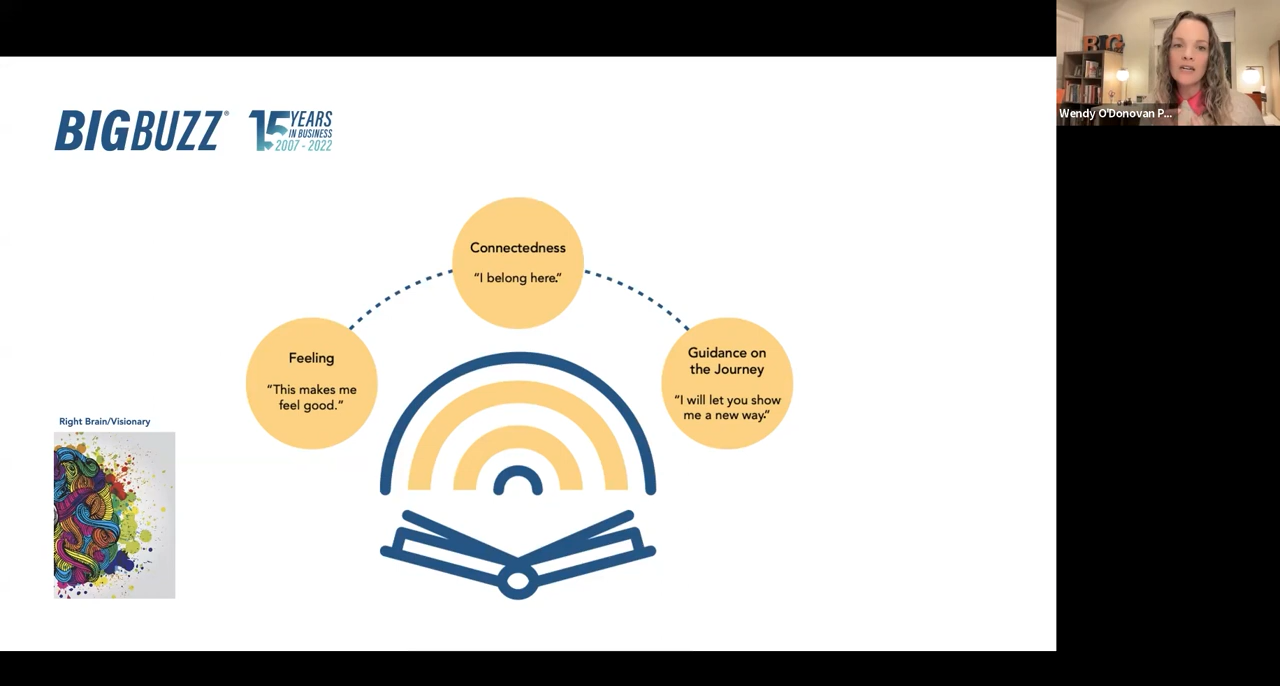 BIGBUZZ®
15 YEARS
IN BUSINESS
2007 - 2022
BIG
Wendy O'Donovan P...
Connectedness
“I belong here.”
Feeling
“This makes me
feel good.”
Guidance on
the Journey
“I will let you show
me a new way.”
Right Brain/Visionary